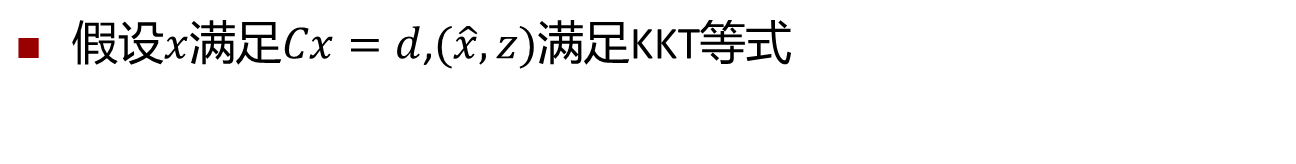 ■ 假设𝑥满足𝐶𝑥 = 𝑑,(𝑥̂, 𝑧)满足KKT等式